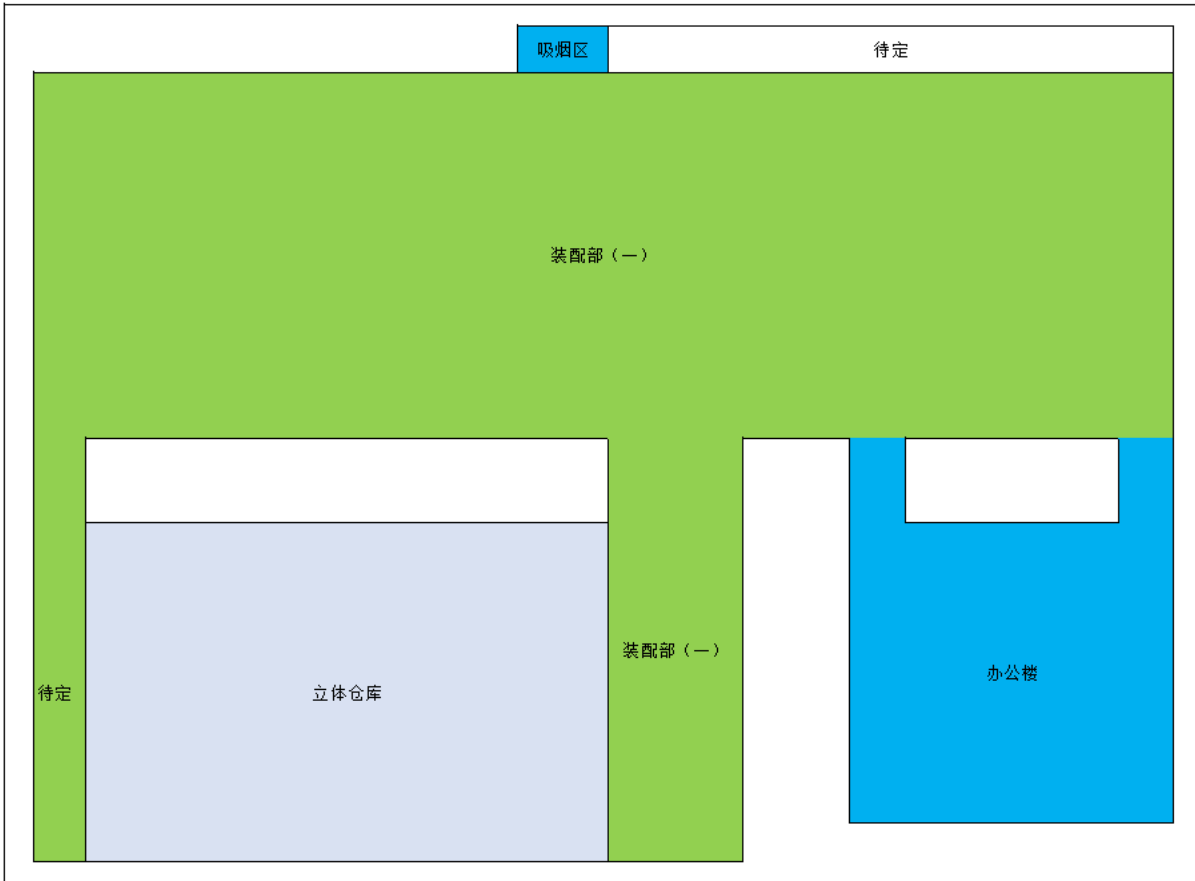 吸烟区
待定
装配部（一）
装配部（一）
办公楼
待定
立体仓库